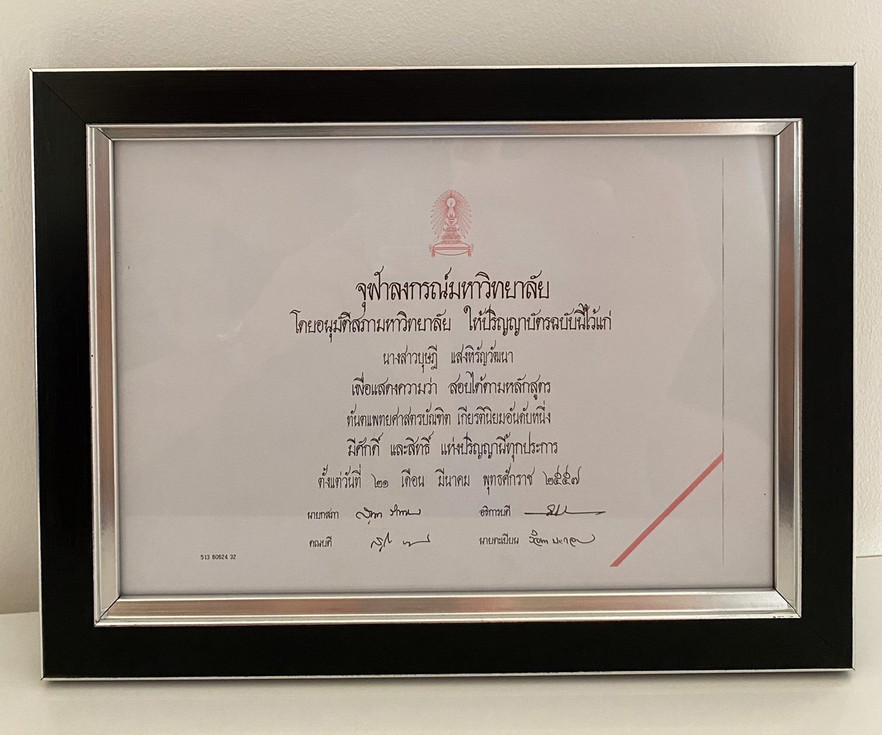 จุฬาลงกรณ์มหาวิทยาลัย
โดยอนุมัติสภามหาวิทยาลัย ให้ปริญญาบัตรฉบับนี้ไว้แก่
นางสาวบุษฎี แสงหิรัญวัฒนา
เพื่อแสดงความว่า สอบได้ตามหลักสูตร
ทันตแพทยศาสตรบัณฑิต เกียรตินิยมอันดับหนึ่ง
มีศักดิ์ และสิทธิ์ แห่งปริญญานี้ทุกประการ
ตั้งแต่วันที่ ๒๑ เดือน มีนาคม พุทธศักราช ๒๕๕๗
นายกสภา อธิการบดี
คณบดี นายทะเบียน
513 80624 32